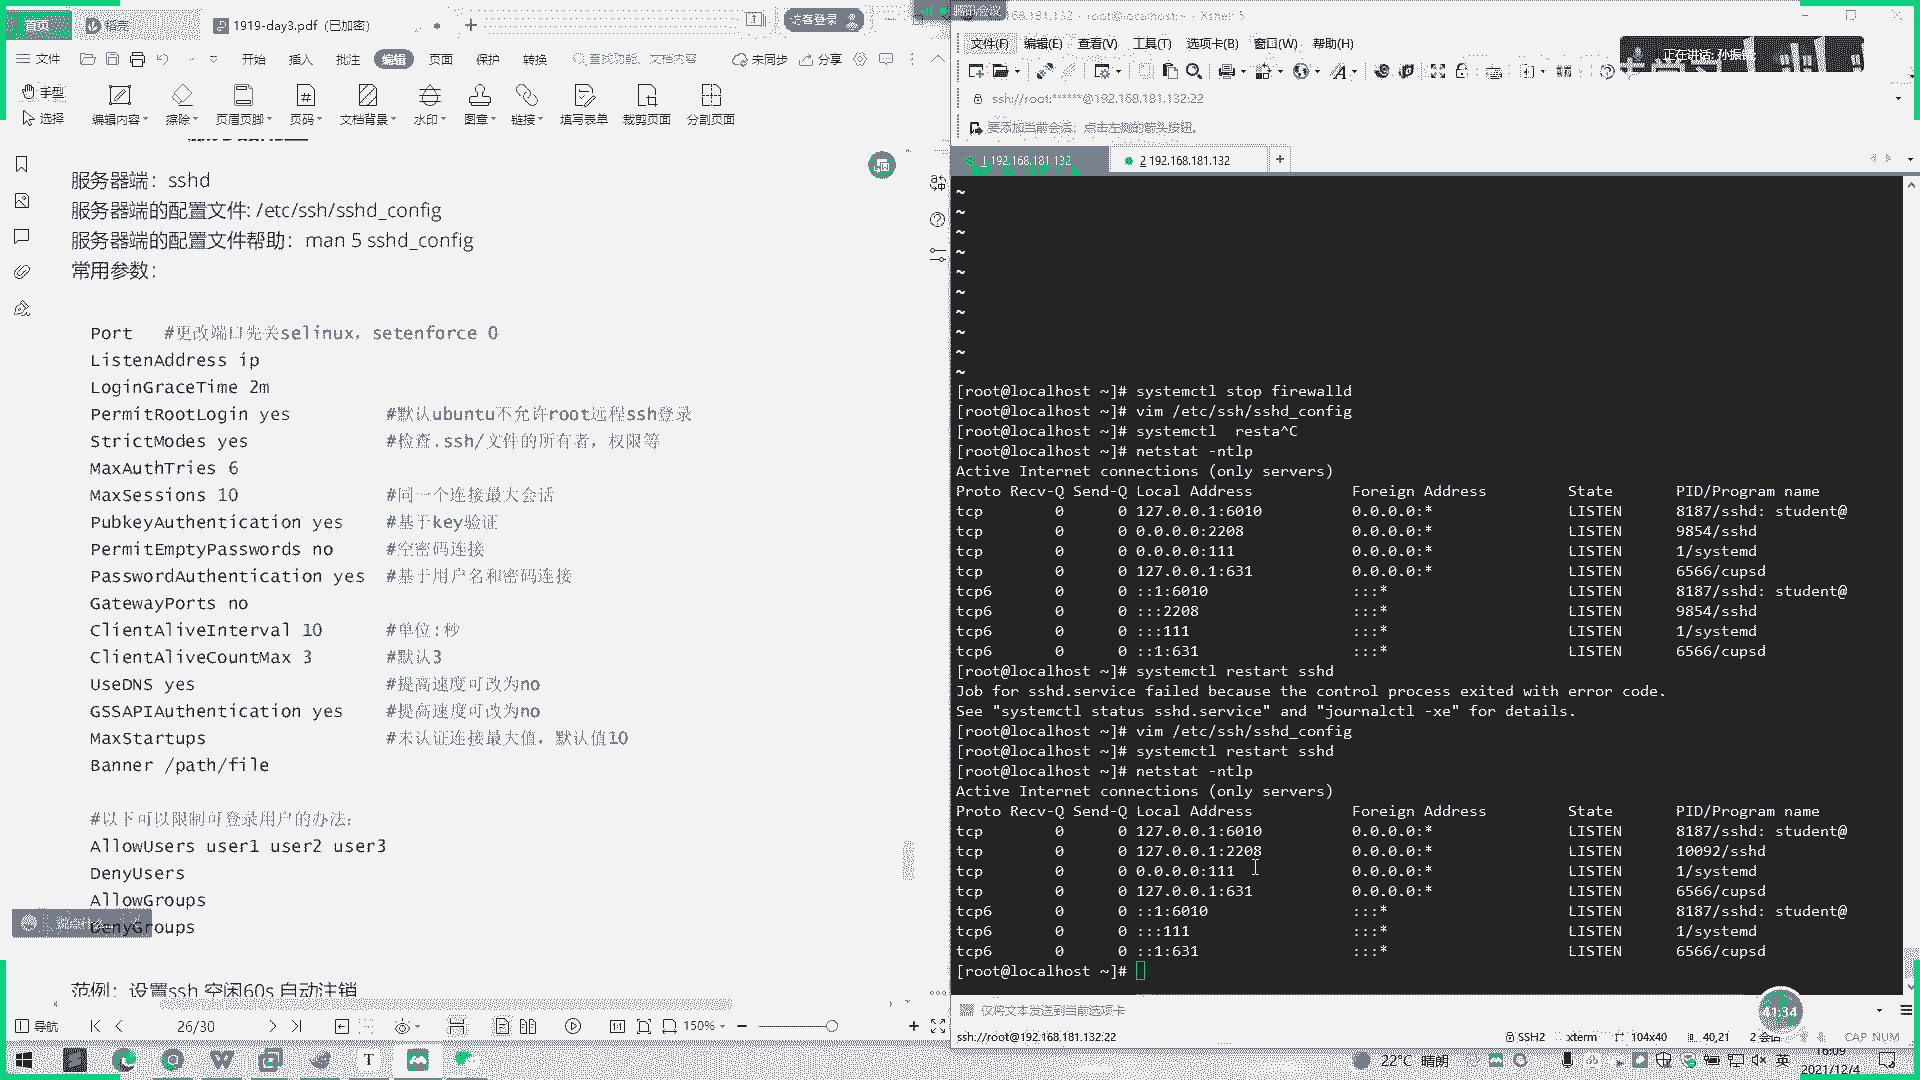 1919-day3.pdf (已加密)
访客登录
文件
开始 插入 批注 编辑 页面 保护 转换 查找功能、文档内容 未同步 分享
手型
选择
编辑内容 擦除 页眉页脚 页码 文档背景 水印 图章 链接 填写表单 裁剪页面 分割页面
服务器端：sshd
服务器端的配置文件: /etc/ssh/sshd_config
服务器端的配置文件帮助：man 5 sshd_config
常用参数：
Port #更改端口先关selinux，setenforce 0
ListenAddress ip
LoginGraceTime 2m
PermitRootLogin yes #默认ubuntu不允许root远程ssh登录
StrictModes yes #检查.ssh/文件的所有者，权限等
MaxAuthTries 6
MaxSessions 10 #同一个连接最大会话
PubkeyAuthentication yes #基于key验证
PermitEmptyPasswords no #空密码连接
PasswordAuthentication yes #基于用户名和密码连接
GatewayPorts no
ClientAliveInterval 10 #单位:秒
ClientAliveCountMax 3 #默认3
UseDNS yes #提高速度可改为no
GSSAPIAuthentication yes #提高速度可改为no
MaxStartups #未认证连接最大值，默认值10
Banner /path/file
#以下可以限制可登录用户的办法：
AllowUsers user1 user2 user3
DenyUsers
AllowGroups
DenyGroups
范例：设置ssh 空闲60s 自动注销
导航 26/30 150%
腾讯会议
192.168.181.132 - root@localhost:~ - Xshell 5
文件(F) 编辑(E) 查看(V) 工具(T) 选项卡(B) 窗口(W) 帮助(H)
ssh://root:******@192.168.181.132:22
要添加当前会话，点击左侧的箭头按钮。
1 192.168.181.132 2 192.168.181.132 +
~
~
~
~
~
~
~
~
~
~
[root@localhost ~]# systemctl stop firewalld
[root@localhost ~]# vim /etc/ssh/sshd_config
[root@localhost ~]# systemctl  resta^C
[root@localhost ~]# netstat -ntlp
Active Internet connections (only servers)
Proto Recv-Q Send-Q Local Address Foreign Address State PID/Program name
tcp 0 0 127.0.0.1:6010 0.0.0.0:* LISTEN 8187/sshd: student@
tcp 0 0 0.0.0.0:2208 0.0.0.0:* LISTEN 9854/sshd
tcp 0 0 0.0.0.0:111 0.0.0.0:* LISTEN 1/systemd
tcp 0 0 127.0.0.1:631 0.0.0.0:* LISTEN 6566/cupsd
tcp6 0 0 ::1:6010 :::* LISTEN 8187/sshd: student@
tcp6 0 0 :::2208 :::* LISTEN 9854/sshd
tcp6 0 0 :::111 :::* LISTEN 1/systemd
tcp6 0 0 ::1:631 :::* LISTEN 6566/cupsd
[root@localhost ~]# systemctl restart sshd
Job for sshd.service failed because the control process exited with error code.
See "systemctl status sshd.service" and "journalctl -xe" for details.
[root@localhost ~]# vim /etc/ssh/sshd_config
[root@localhost ~]# systemctl restart sshd
[root@localhost ~]# netstat -ntlp
Active Internet connections (only servers)
Proto Recv-Q Send-Q Local Address Foreign Address State PID/Program name
tcp 0 0 127.0.0.1:6010 0.0.0.0:* LISTEN 8187/sshd: student@
tcp 0 0 127.0.0.1:2208 0.0.0.0:* LISTEN 10092/sshd
tcp 0 0 0.0.0.0:111 0.0.0.0:* LISTEN 1/systemd
tcp 0 0 127.0.0.1:631 0.0.0.0:* LISTEN 6566/cupsd
tcp6 0 0 ::1:6010 :::* LISTEN 8187/sshd: student@
tcp6 0 0 :::111 :::* LISTEN 1/systemd
tcp6 0 0 ::1:631 :::* LISTEN 6566/cupsd
[root@localhost ~]#
仅将文本发送到当前选项卡
41:34
ssh://root@192.168.181.132:22 SSH2 xterm 104x40 40,21 2 会话 CAP NUM
22°C 晴朗 英 16:09
2021/12/4